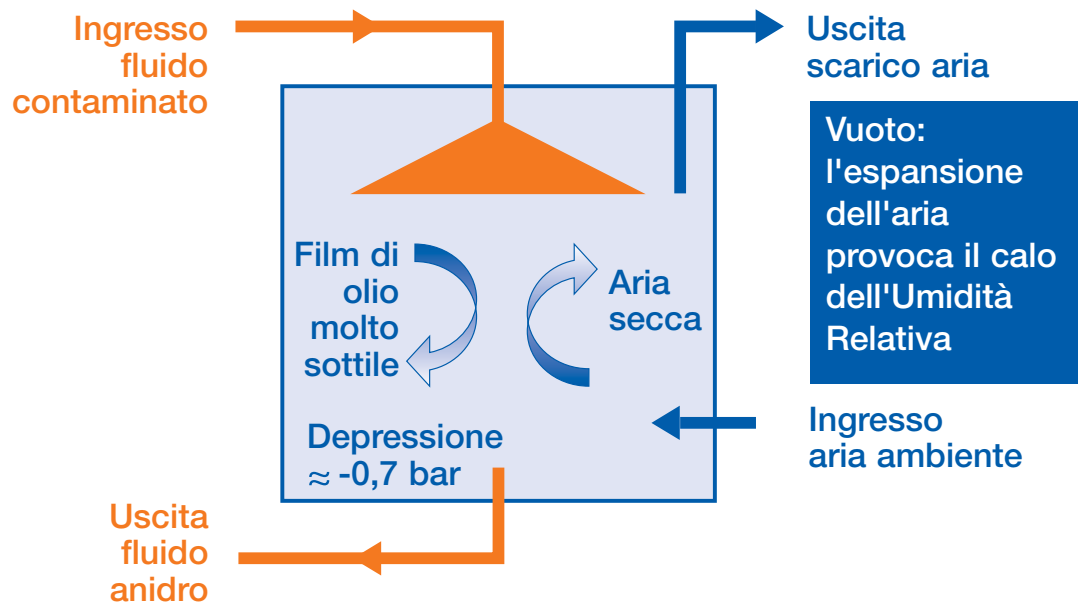 Ingresso
fluido
contaminato
Uscita
scarico aria
Vuoto:
l'espansione
dell'aria
provoca il calo
dell'Umidità
Relativa
Film di
olio
molto
sottile
Aria
secca
Depressione
≈ -0,7 bar
Ingresso
aria ambiente
Uscita
fluido
anidro